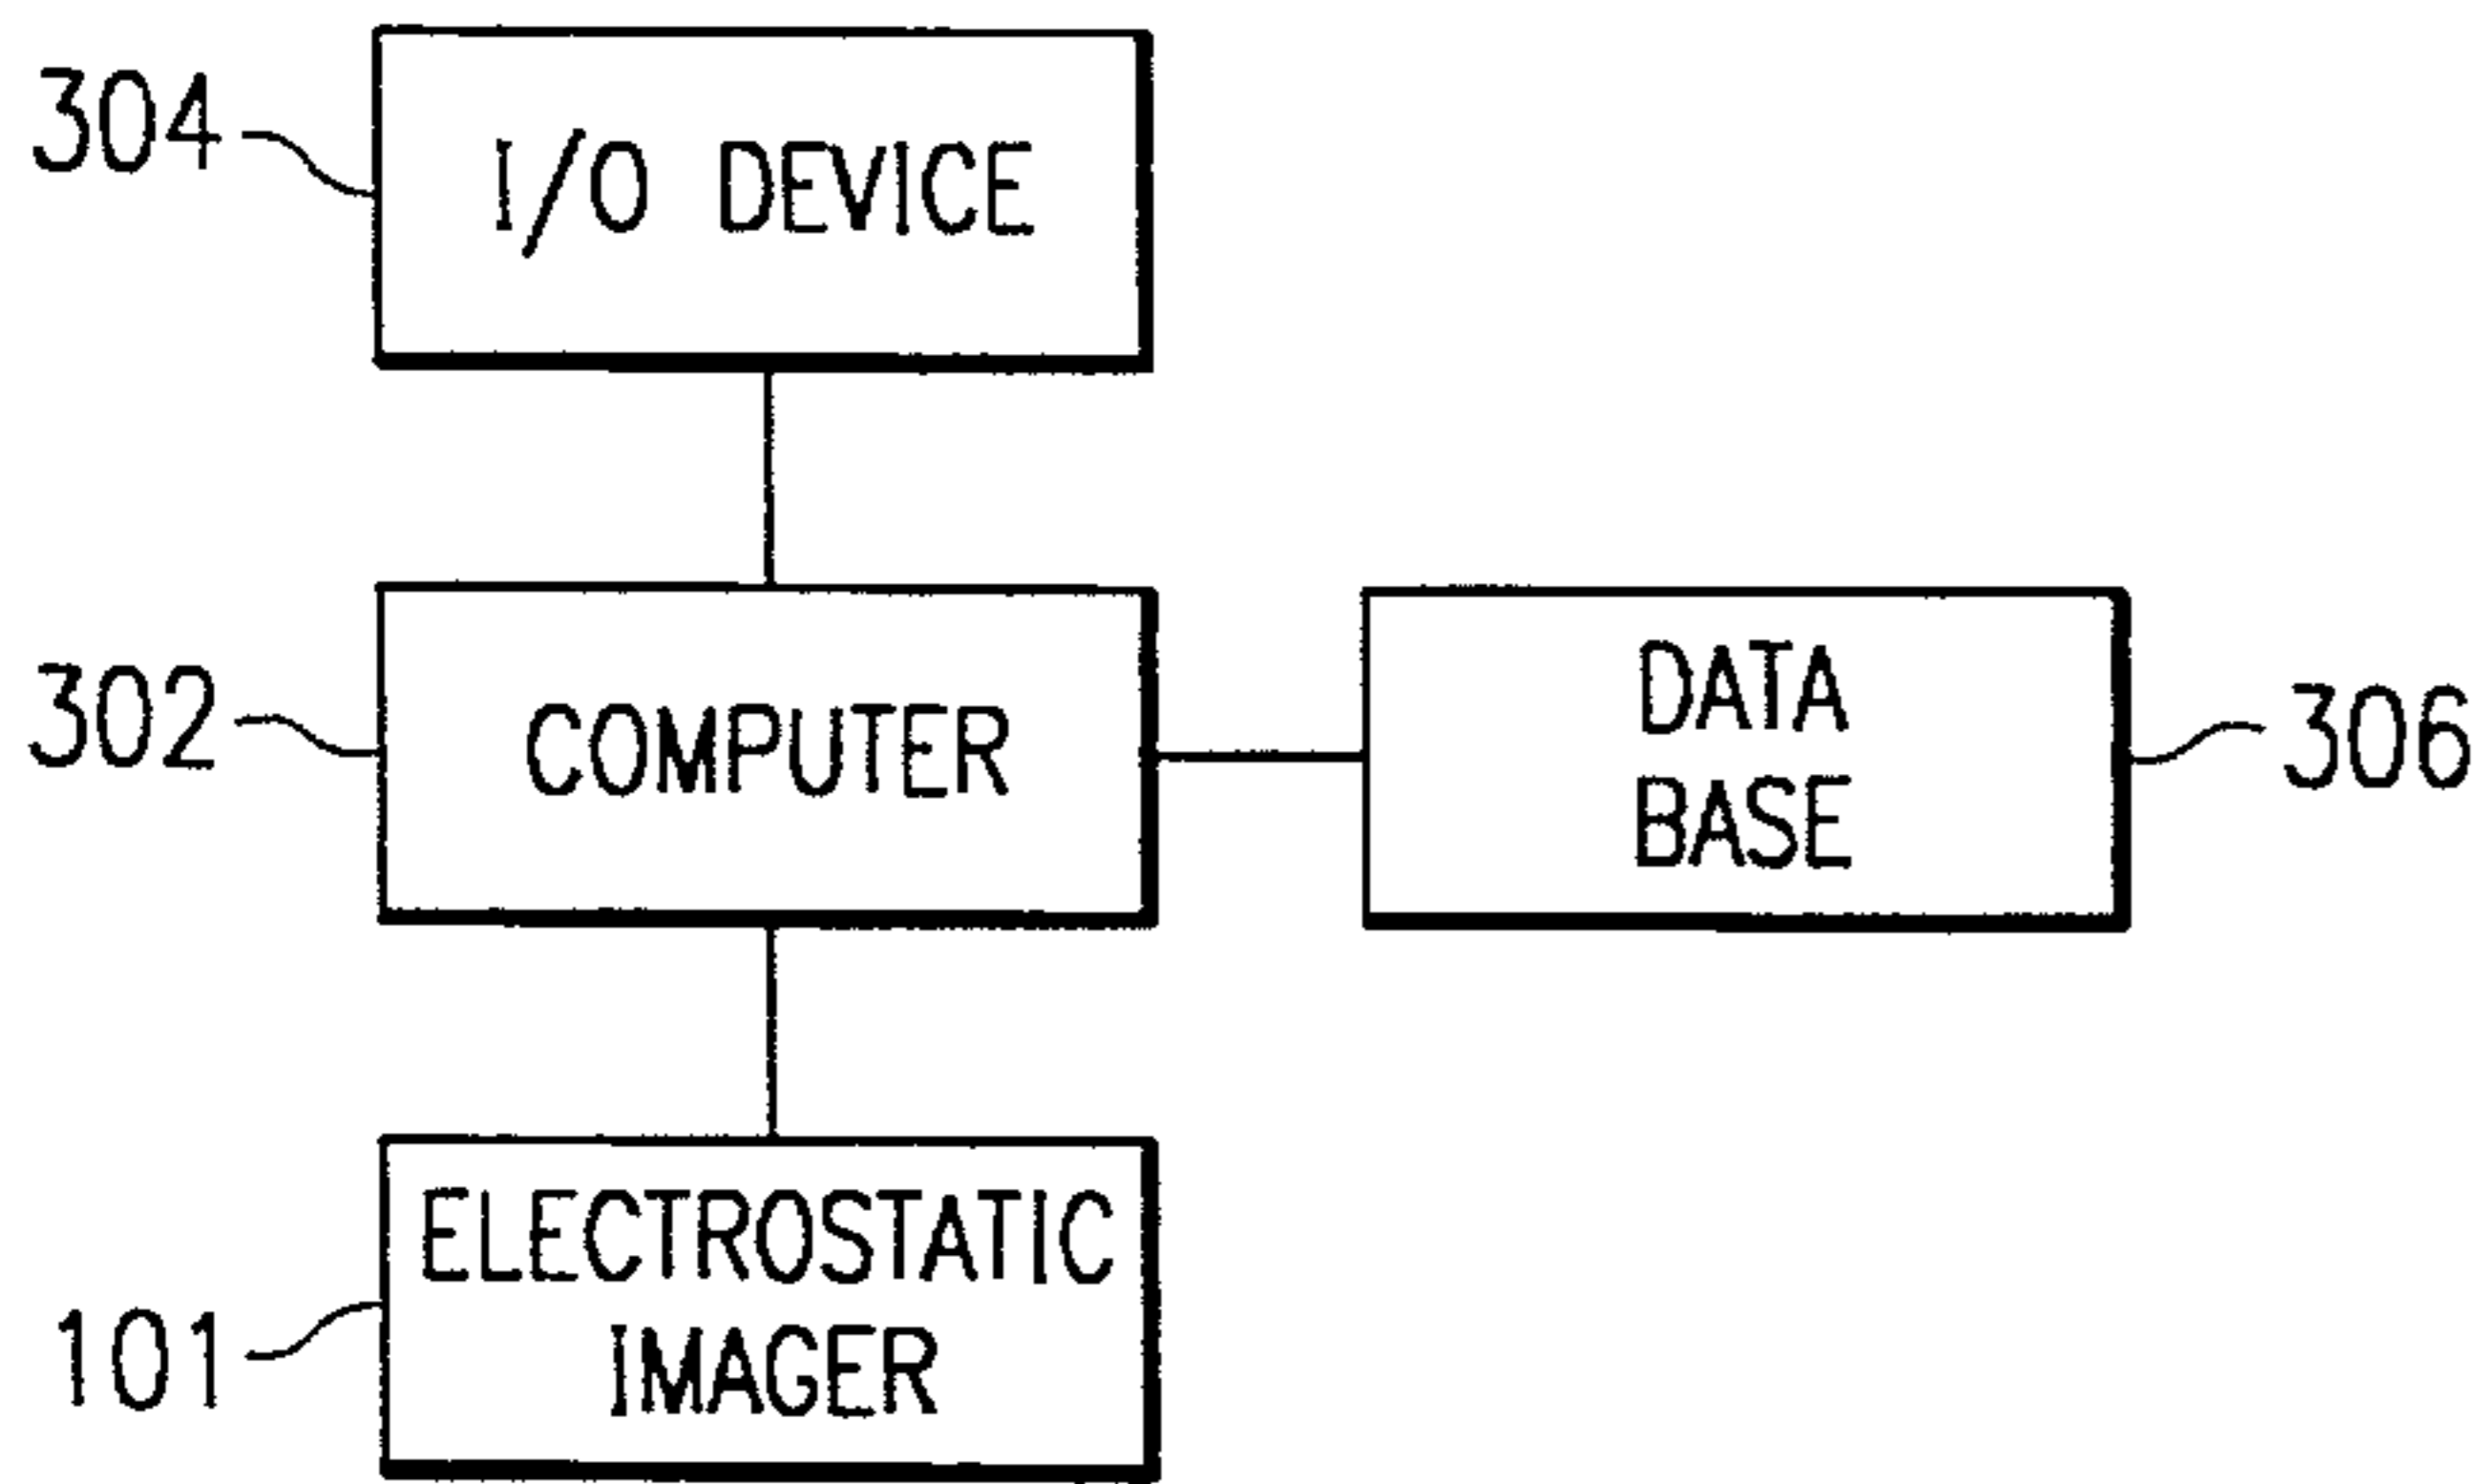 304
I/O DEVICE
302
COMPUTER
DATA
BASE
306
ELECTROSTATIC
IMAGER
101